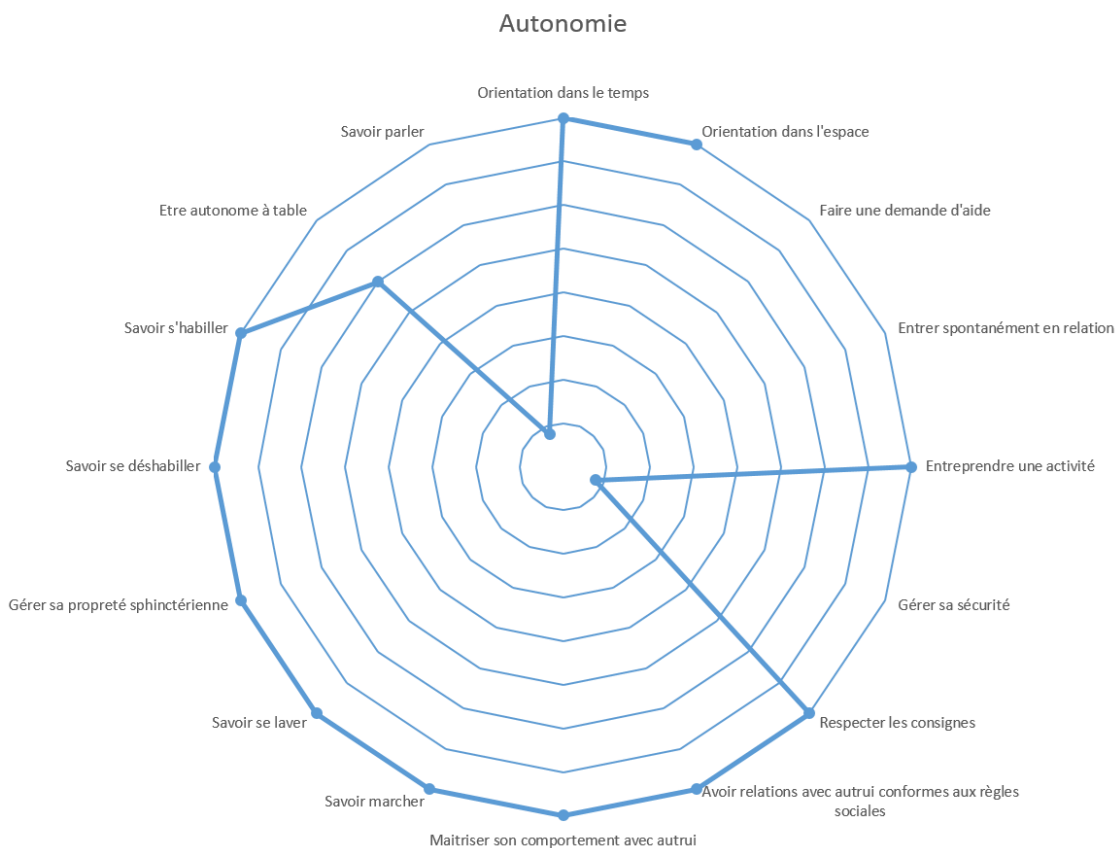 Autonomie
Orientation dans le temps
Orientation dans l'espace
Faire une demande d'aide
Entrer spontanément en relation
Entreprendre une activité
Gérer sa sécurité
Respecter les consignes
Avoir relations avec autrui conformes aux règles
sociales
Maitriser son comportement avec autrui
Savoir marcher
Savoir se laver
Gérer sa propreté sphinctérienne
Savoir se déshabiller
Savoir s'habiller
Etre autonome à table
Savoir parler